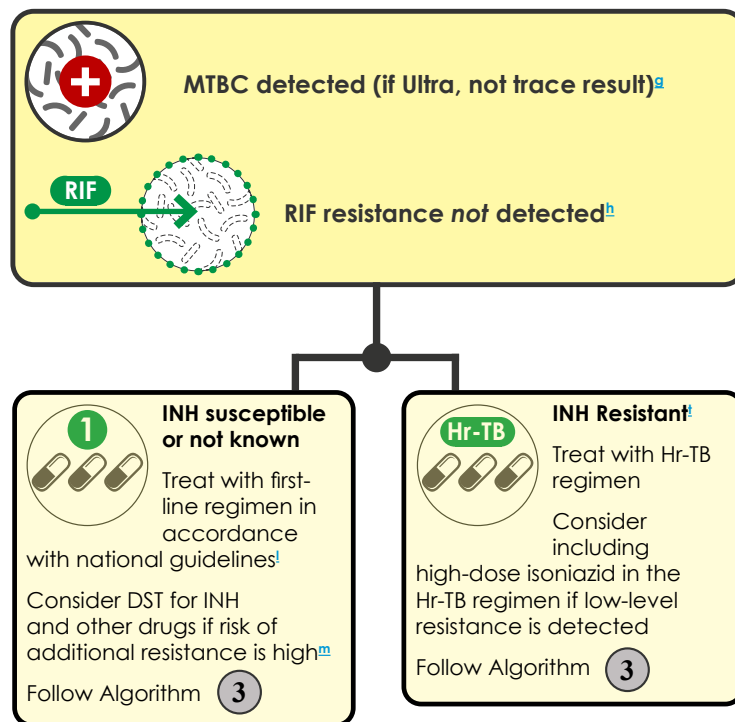 MTBC detected (if Ultra, not trace result)g
RIF
RIF resistance not detectedh
1
INH susceptible
or not known
Treat with first-
line regimen in
accordance
with national guidelinesl
Consider DST for INH
and other drugs if risk of
additional resistance is highm
Follow Algorithm 3
Hr-TB
INH Resistantt
Treat with Hr-TB
regimen
Consider
including
high-dose isoniazid in the
Hr-TB regimen if low-level
resistance is detected
Follow Algorithm 3